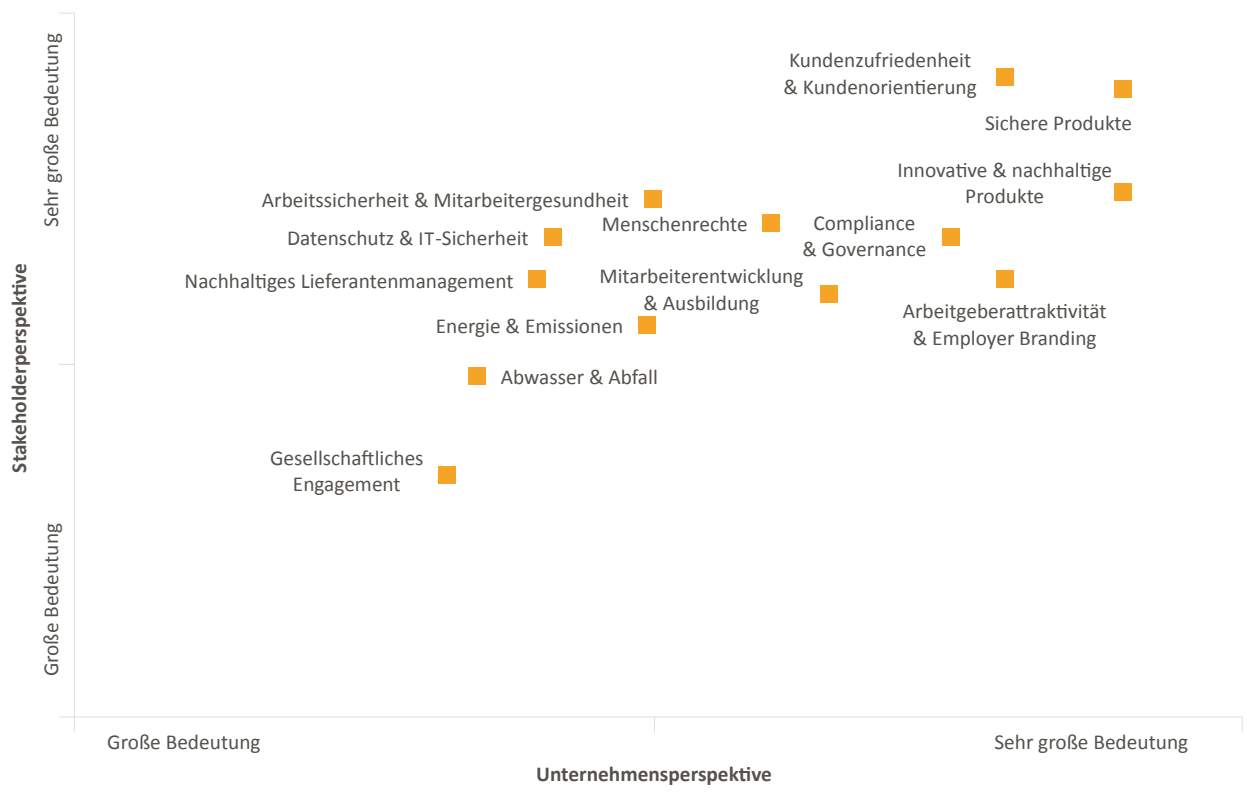 Sehr große Bedeutung
Stakeholderperspektive
Große Bedeutung
Kundenzufriedenheit
& Kundenorientierung
Sichere Produkte
Innovative & nachhaltige
Produkte
Arbeitssicherheit & Mitarbeitergesundheit
Menschenrechte
Compliance
& Governance
Datenschutz & IT-Sicherheit
Nachhaltiges Lieferantenmanagement
Mitarbeiterentwicklung
& Ausbildung
Arbeitgeberattraktivität
& Employer Branding
Energie & Emissionen
Abwasser & Abfall
Gesellschaftliches
Engagement
Große Bedeutung
Sehr große Bedeutung
Unternehmensperspektive